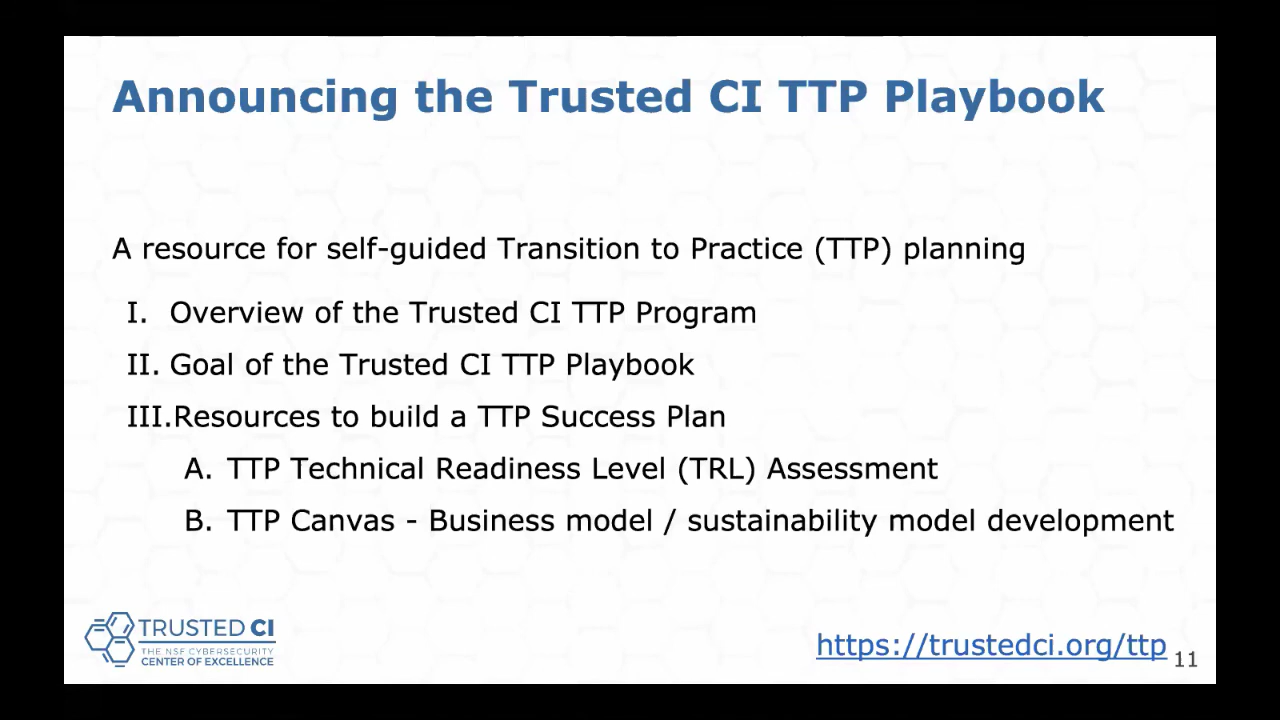 Announcing the Trusted CI TTP Playbook
A resource for self-guided Transition to Practice (TTP) planning
I. Overview of the Trusted CI TTP Program
II. Goal of the Trusted CI TTP Playbook
III.Resources to build a TTP Success Plan
A. TTP Technical Readiness Level (TRL) Assessment
B. TTP Canvas - Business model / sustainability model development
TRUSTED CI
THE NSF CYBERSECURITY
CENTER OF EXCELLENCE
https://trustedci.org/ttp
11